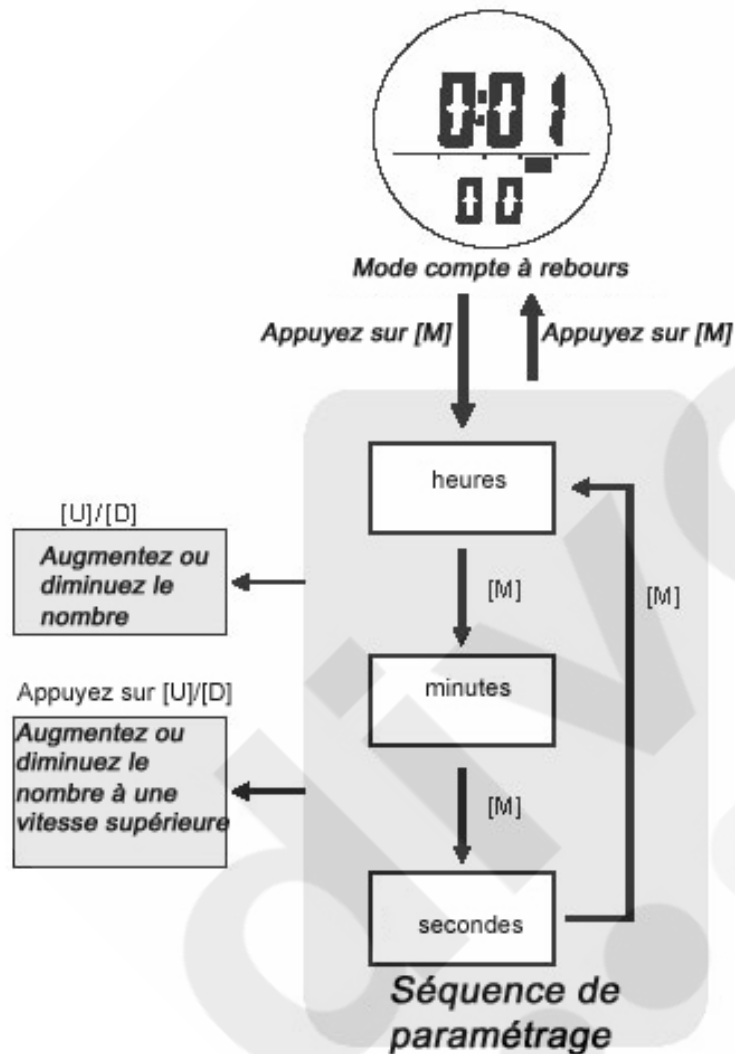 0:01
00
Mode compte à rebours
Appuyez sur [M]
Appuyez sur [M]
heures
[U]/[D]
Augmentez ou
diminuez le
nombre
[M]
[M]
minutes
Appuyez sur [U]/[D]
Augmentez ou
diminuez le
nombre à une
vitesse supérieure
[M]
secondes
Séquence de
paramétrage